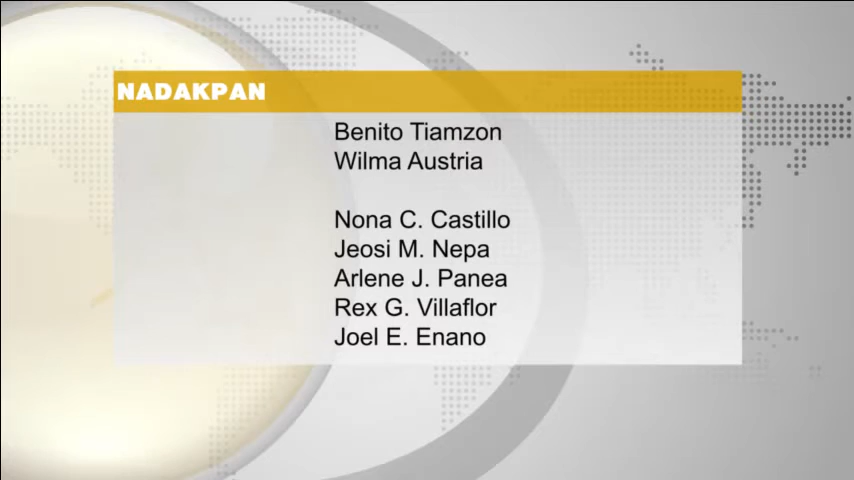 NADAKPAN
Benito Tiamzon
Wilma Austria
Nona C. Castillo
Jeosi M. Nepa
Arlene J. Panea
Rex G. Villaflor
Joel E. Enano